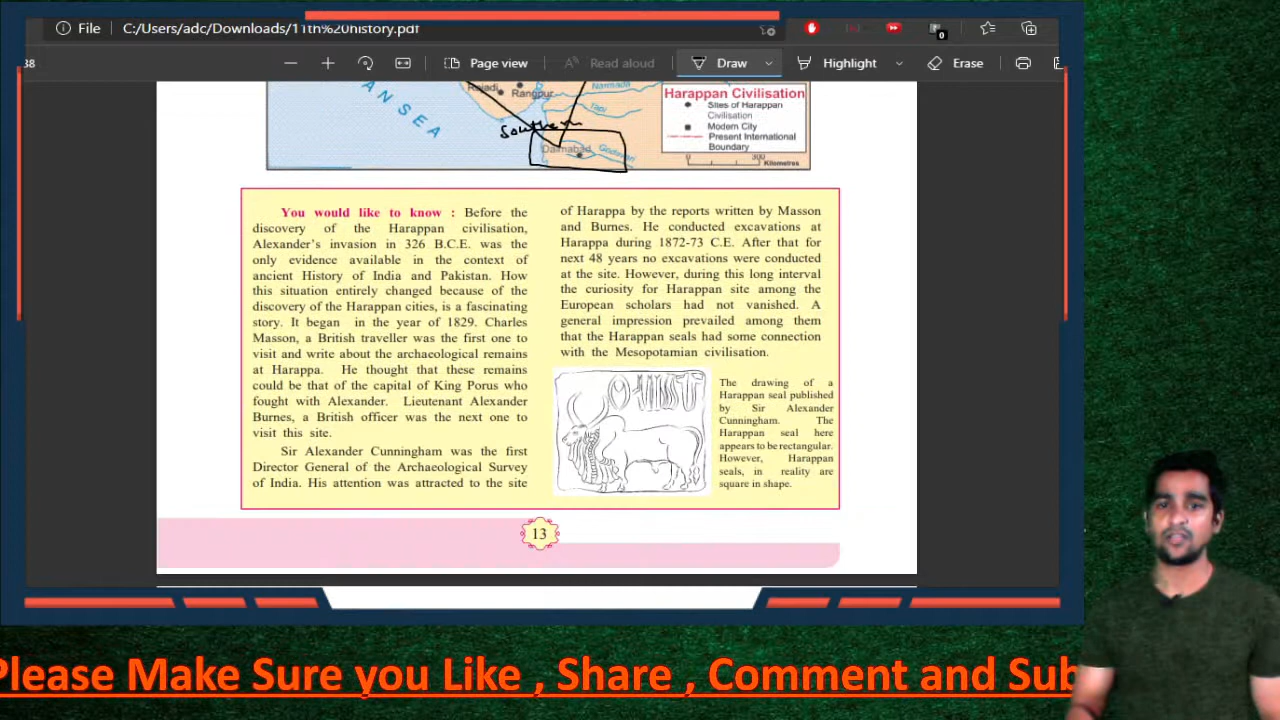 File C:/Users/adc/Downloads/11th%20history.pdf
0
38
Page view
Read aloud
Draw
Highlight
Erase
AN SEA
Rojadi
Rangpur
Narmada
Tapi
Southern
Daimabad
Godavari
Harappan Civilisation
Sites of Harappan
Civilisation
Modern City
Present International
Boundary
0 300
Kilometres
You would like to know : Before the
discovery of the Harappan civilisation,
Alexander's invasion in 326 B.C.E. was the
only evidence available in the context of
ancient History of India and Pakistan. How
this situation entirely changed because of the
discovery of the Harappan cities, is a fascinating
story. It began in the year of 1829. Charles
Masson, a British traveller was the first one to
visit and write about the archaeological remains
at Harappa. He thought that these remains
could be that of the capital of King Porus who
fought with Alexander. Lieutenant Alexander
Burnes, a British officer was the next one to
visit this site.
Sir Alexander Cunningham was the first
Director General of the Archaeological Survey
of India. His attention was attracted to the site
of Harappa by the reports written by Masson
and Burnes. He conducted excavations at
Harappa during 1872-73 C.E. After that for
next 48 years no excavations were conducted
at the site. However, during this long interval
the curiosity for Harappan site among the
European scholars had not vanished. A
general impression prevailed among them
that the Harappan seals had some connection
with the Mesopotamian civilisation.
The drawing of a
Harappan seal published
by Sir Alexander
Cunningham. The
Harappan seal here
appears to be rectangular.
However, Harappan
seals, in reality are
square in shape.
13
Please Make Sure you Like , Share , Comment and Sub